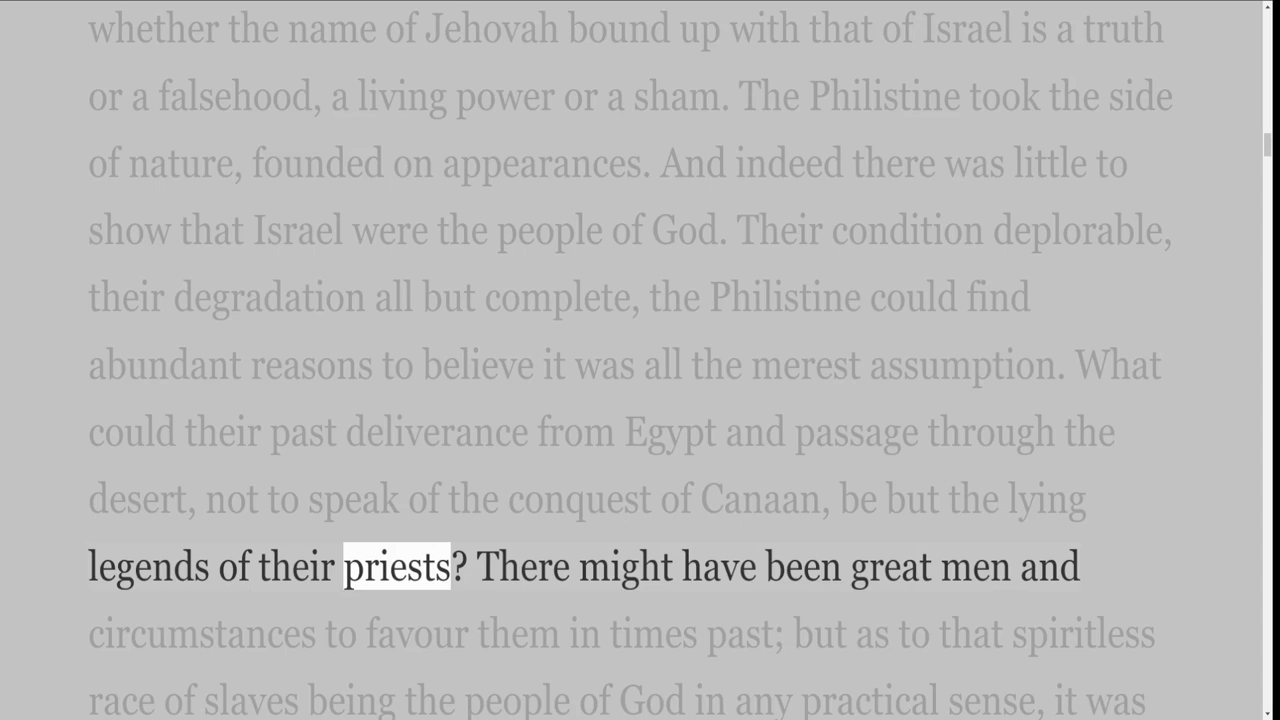 whether the name of Jehovah bound up with that of Israel is a truth
or a falsehood, a living power or a sham. The Philistine took the side
of nature, founded on appearances. And indeed there was little to
show that Israel were the people of God. Their condition deplorable,
their degradation all but complete, the Philistine could find
abundant reasons to believe it was all the merest assumption. What
could their past deliverance from Egypt and passage through the
desert, not to speak of the conquest of Canaan, be but the lying
legends of their priests? There might have been great men and
circumstances to favour them in times past; but as to that spiritless
race of slaves being the people of God in any practical sense, it was